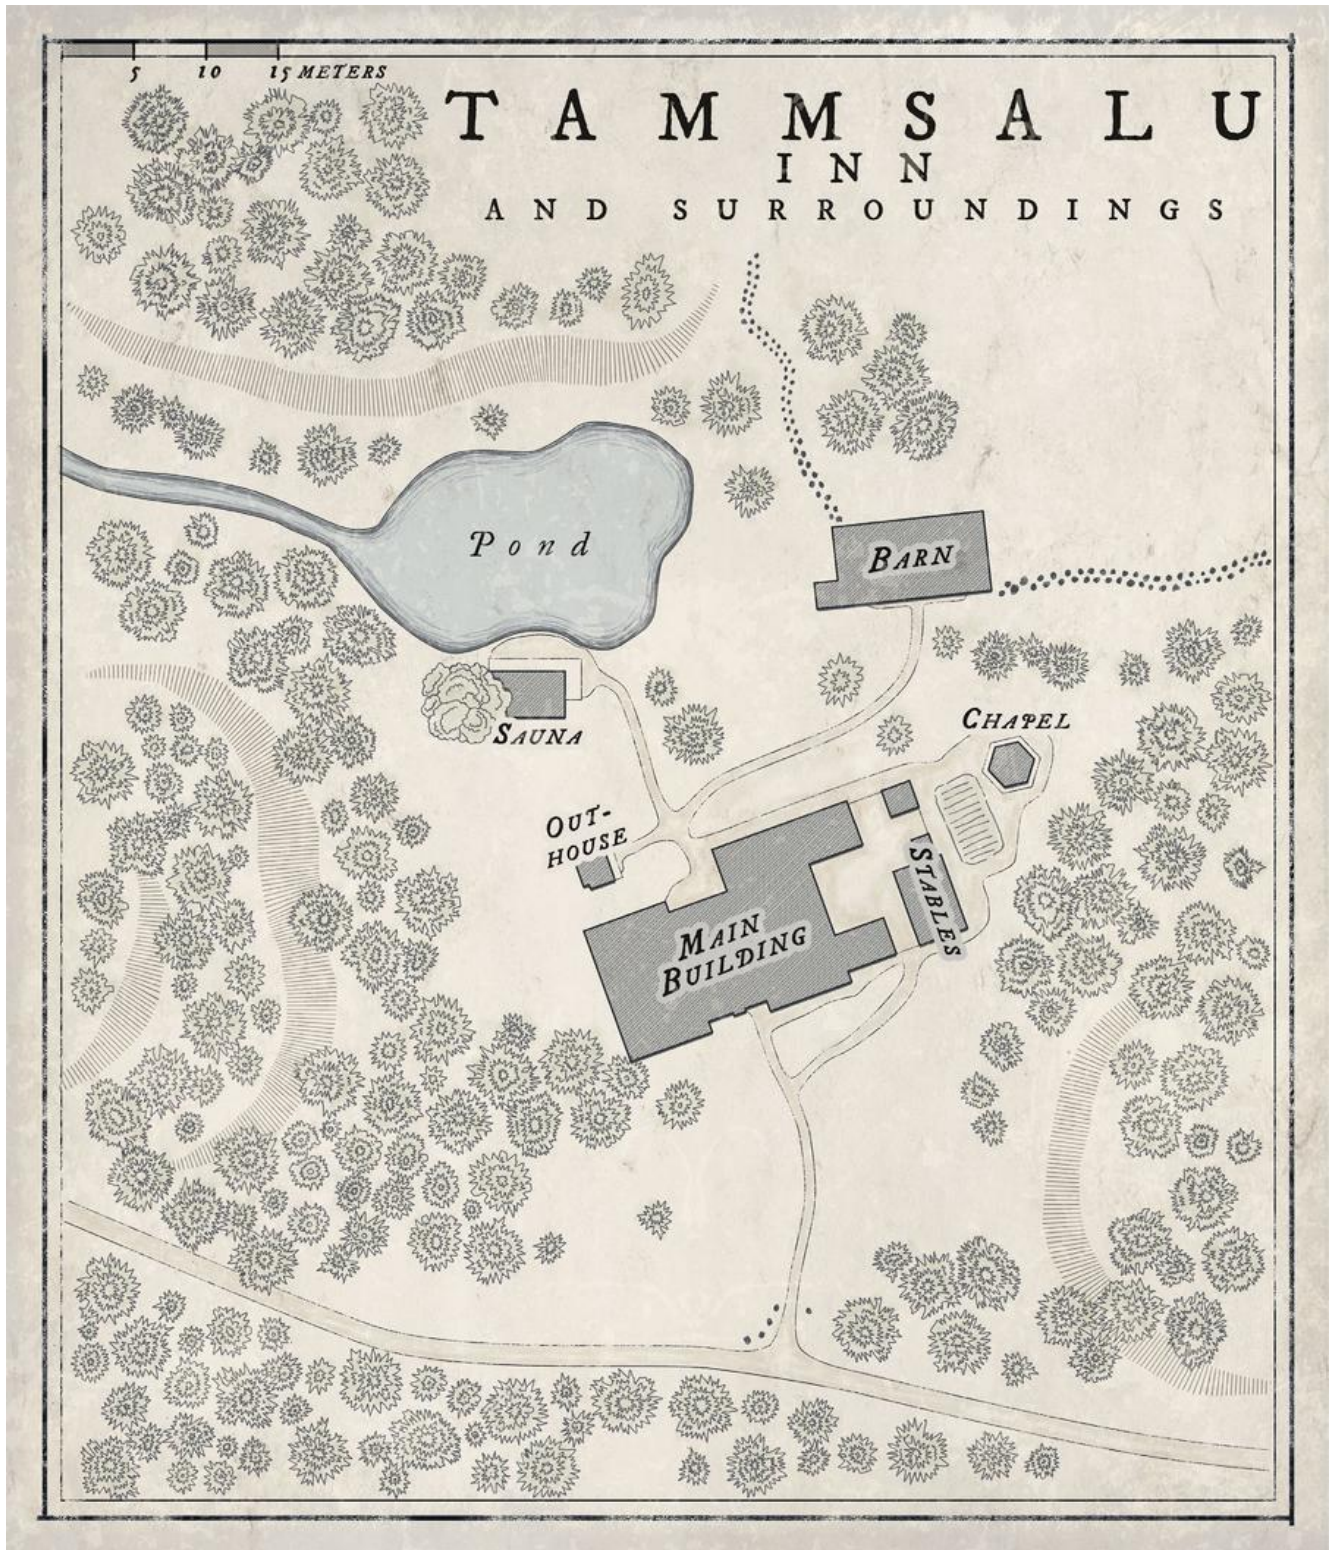 5 10 15 METERS
TAMMSALU
INN
AND SURROUNDINGS
Pond
BARN
SAUNA
CHAPEL
OUT-
HOUSE
STABLES
MAIN
BUILDING